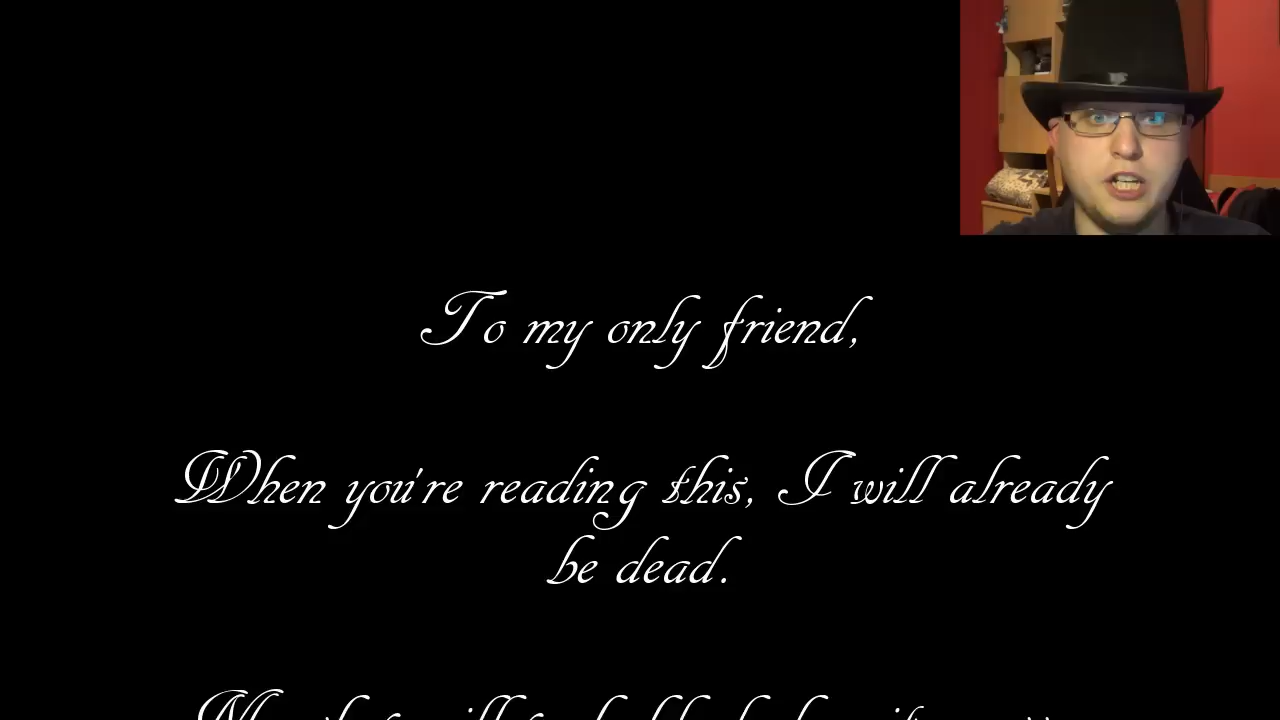 To my only friend,
When you're reading this, I will already
be dead.